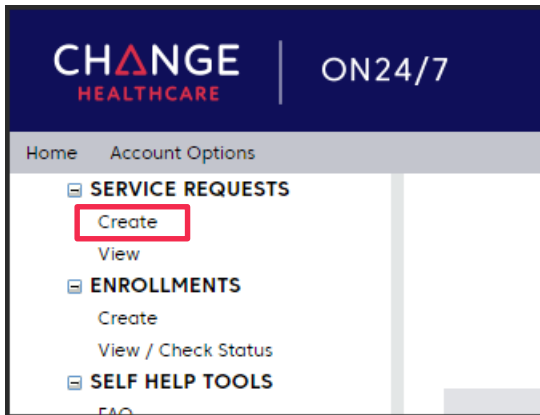 CHANGE
HEALTHCARE
ON24/7
Home Account Options
SERVICE REQUESTS
Create
View
ENROLLMENTS
Create
View / Check Status
SELF HELP TOOLS
FAQ